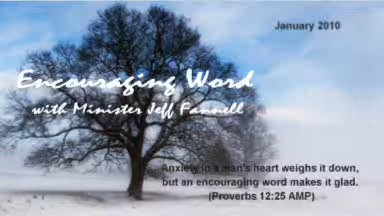 January 2010
Encouraging Word
with Minister Jeff Fannell
Anxiety in a man's heart weighs it down,
but an encouraging word makes it glad.
(Proverbs 12:25 AMP)